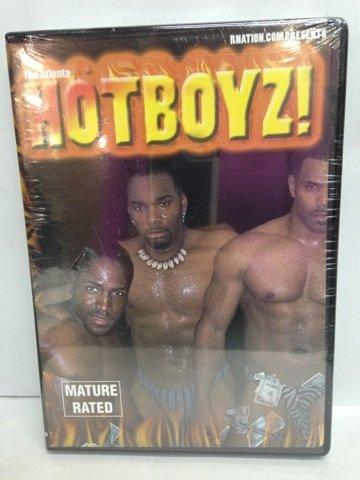 RNATION.COM PRESENTS
The Atlanta
HOTBOYZ!
MATURE
RATED